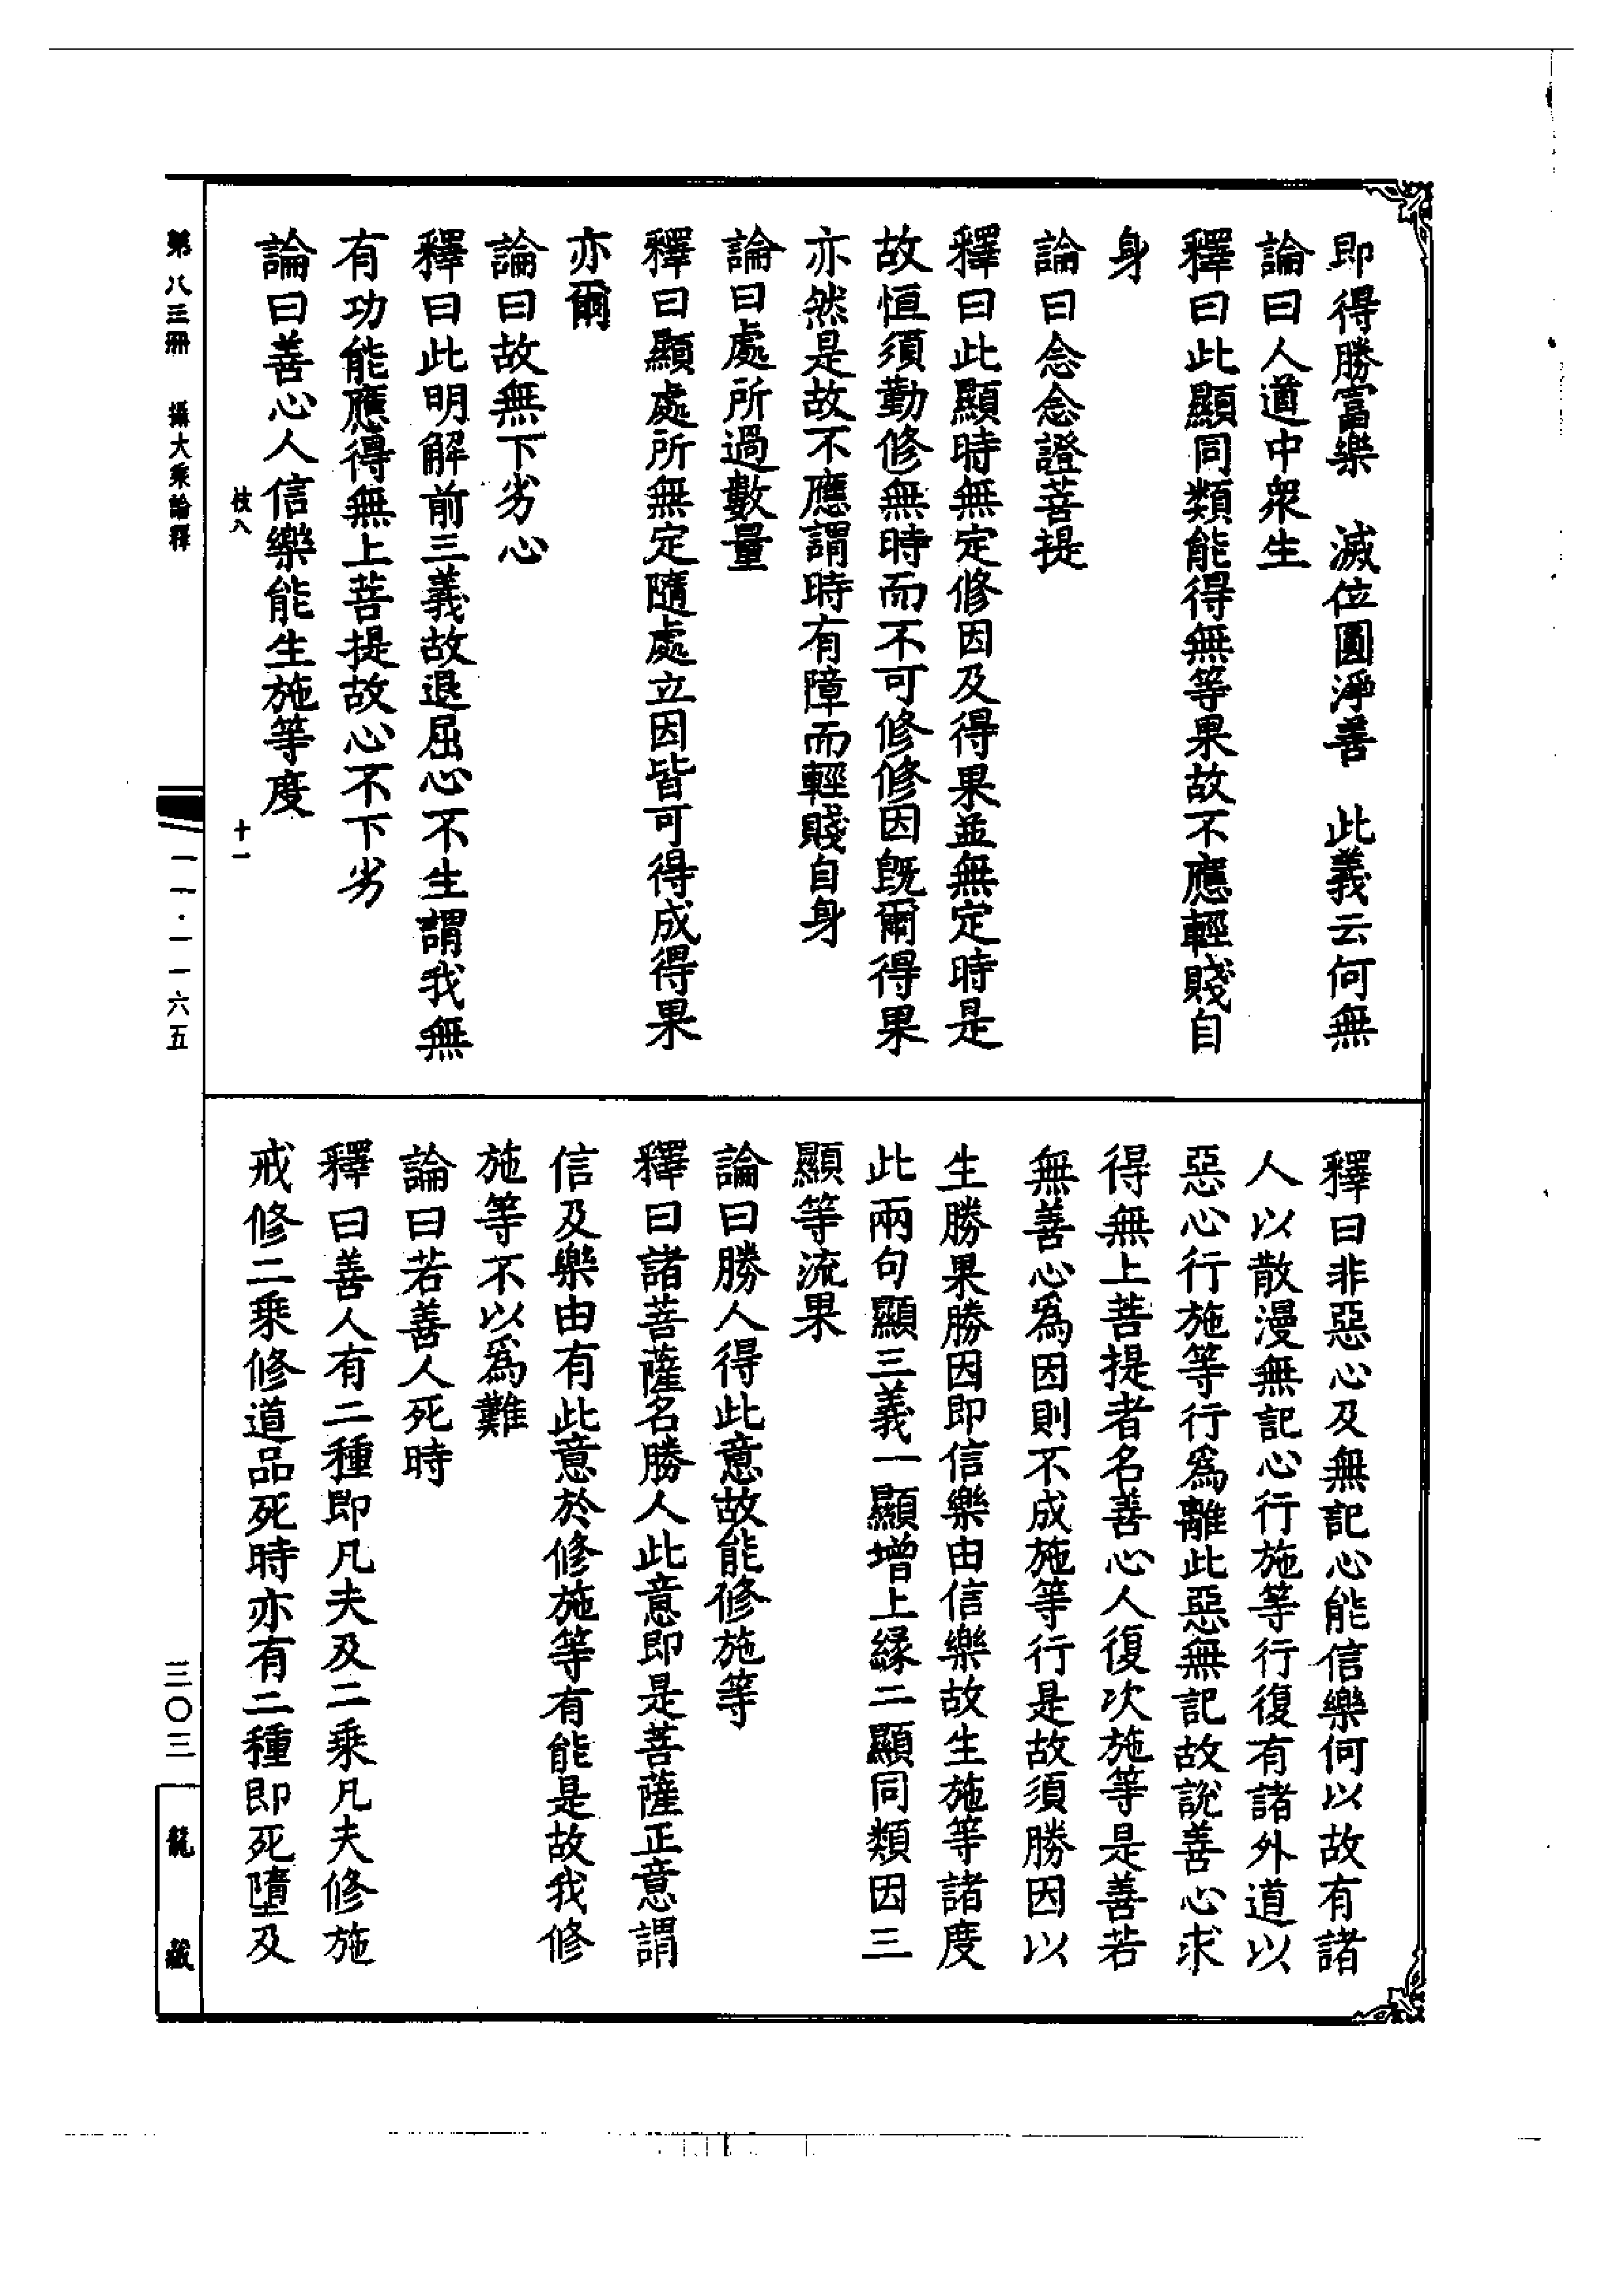 即得勝富樂　滅位圓淨善　此義云何無
論曰人道中衆生
釋曰此顯同類能得無等果故不應輕賤自
身
論曰念念證菩提
釋曰此顯時無定修因及得果並無定時是
故恒須勤修無時而不可修修因旣爾得果
亦然是故不應謂時有障而輕賤自身
論曰處所過數量
釋曰顯處所無定隨處立因皆可得成得果
亦爾
論曰故無下劣心
釋曰此明解前三義故退屈心不生謂我無
有功能應得無上菩提故心不下劣
論曰善心人信樂能生施等度
枝八　十一
釋曰非惡心及無記心能信樂何以故有諸
人以散漫無記心行施等行復有諸外道以
惡心行施等行爲離此惡無記故說善心求
得無上菩提者名善心人復次施等是善若
無善心爲因則不成施等行是故須勝因以
生勝果勝因即信樂由信樂故生施等諸度
此兩句顯三義一顯增上緣二顯同類因三
顯等流果
論曰勝人得此意故能修施等
釋曰諸菩薩名勝人此意即是菩薩正意謂
信及樂由有此意於修施等有能是故我修
施等不以爲難
論曰若善人死時
釋曰善人有二種即凡夫及二乘凡夫修施
戒修二乘修道品死時亦有二種即死墮及
第八三冊　攝大乘論釋
一一·一一六五
三〇三
龍藏